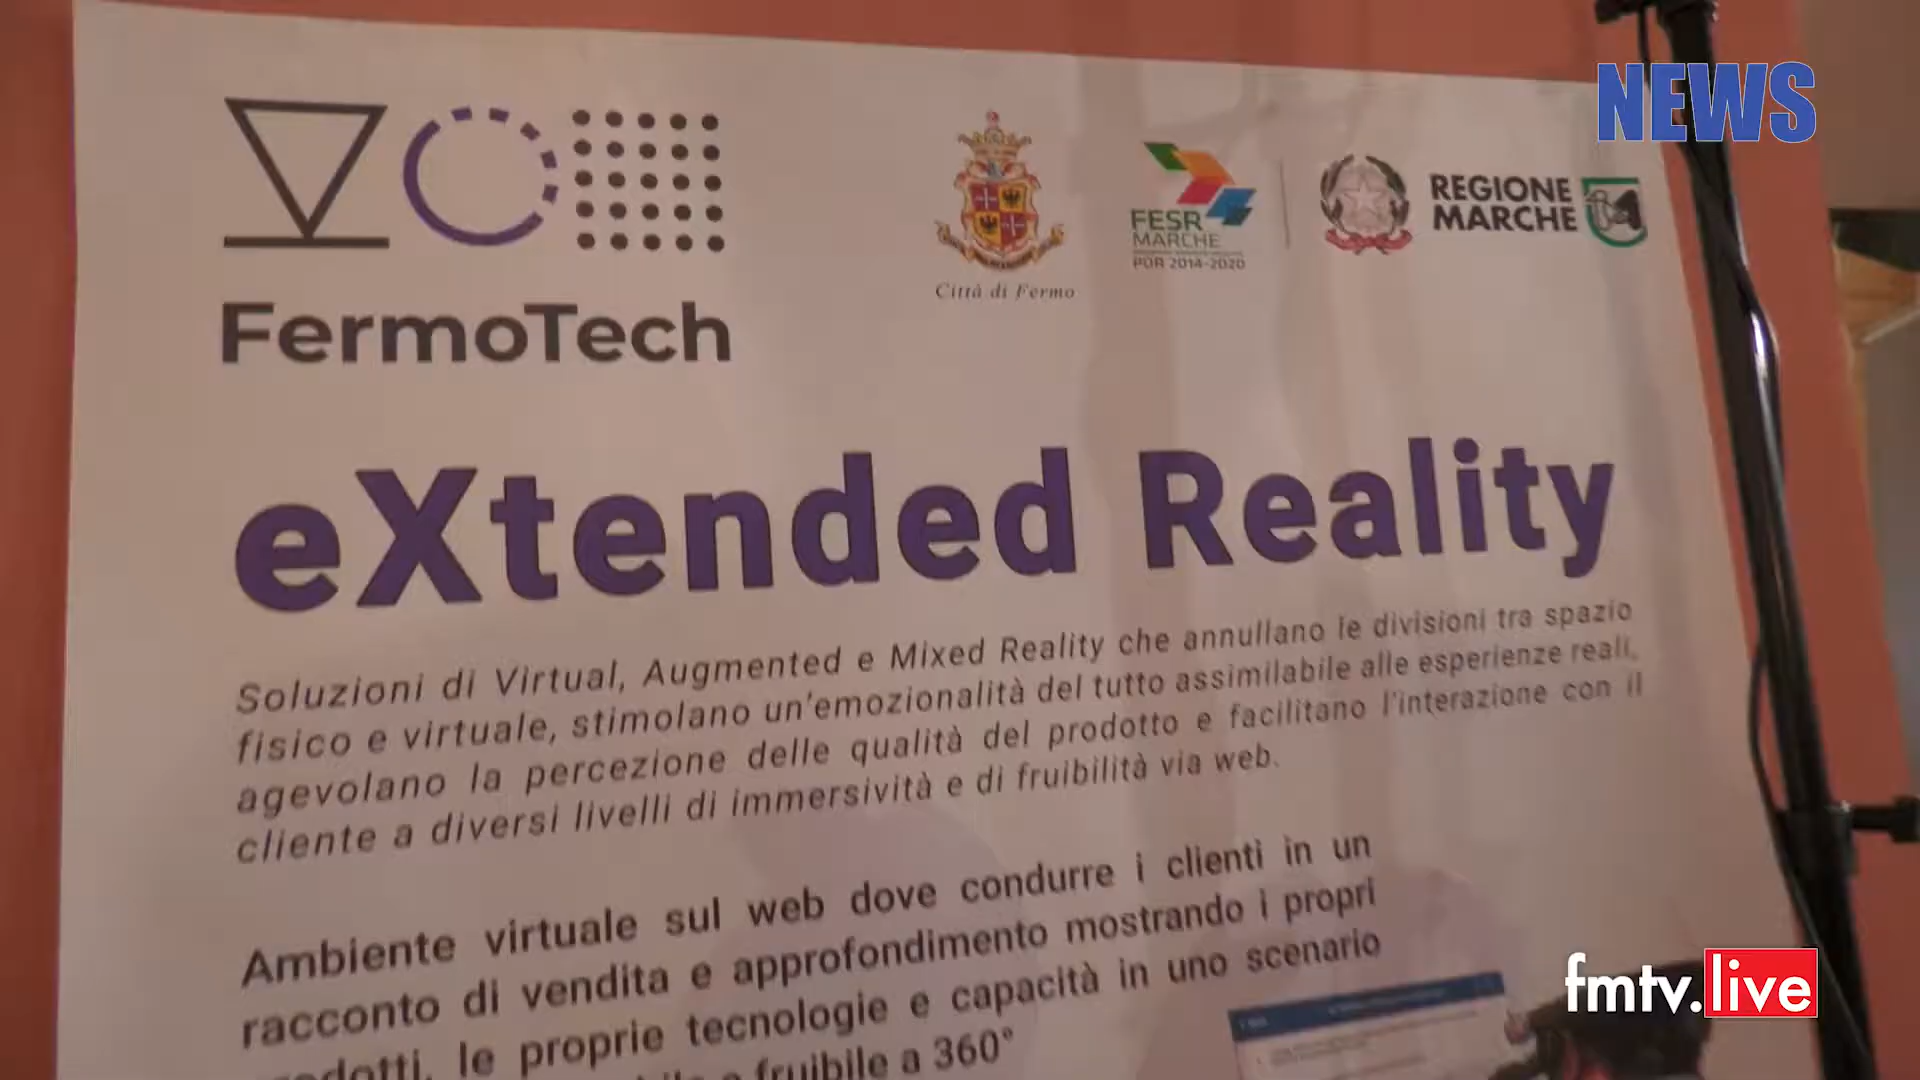 NEWS
FermoTech
Città di Fermo
FESR
MARCHE
POR 2014-2020
REGIONE
MARCHE
eXtended Reality
Soluzioni di Virtual, Augmented e Mixed Reality che annullano le divisioni tra spazio
fisico e virtuale, stimolano un'emozionalità del tutto assimilabile alle esperienze reali,
agevolano la percezione delle qualità del prodotto e facilitano l'interazione con il
cliente a diversi livelli di immersività e di fruibilità via web.
Ambiente virtuale sul web dove condurre i clienti in un
racconto di vendita e approfondimento mostrando i propri
le proprie tecnologie e capacità in uno scenario
fruibile a 360°
fmtv.live